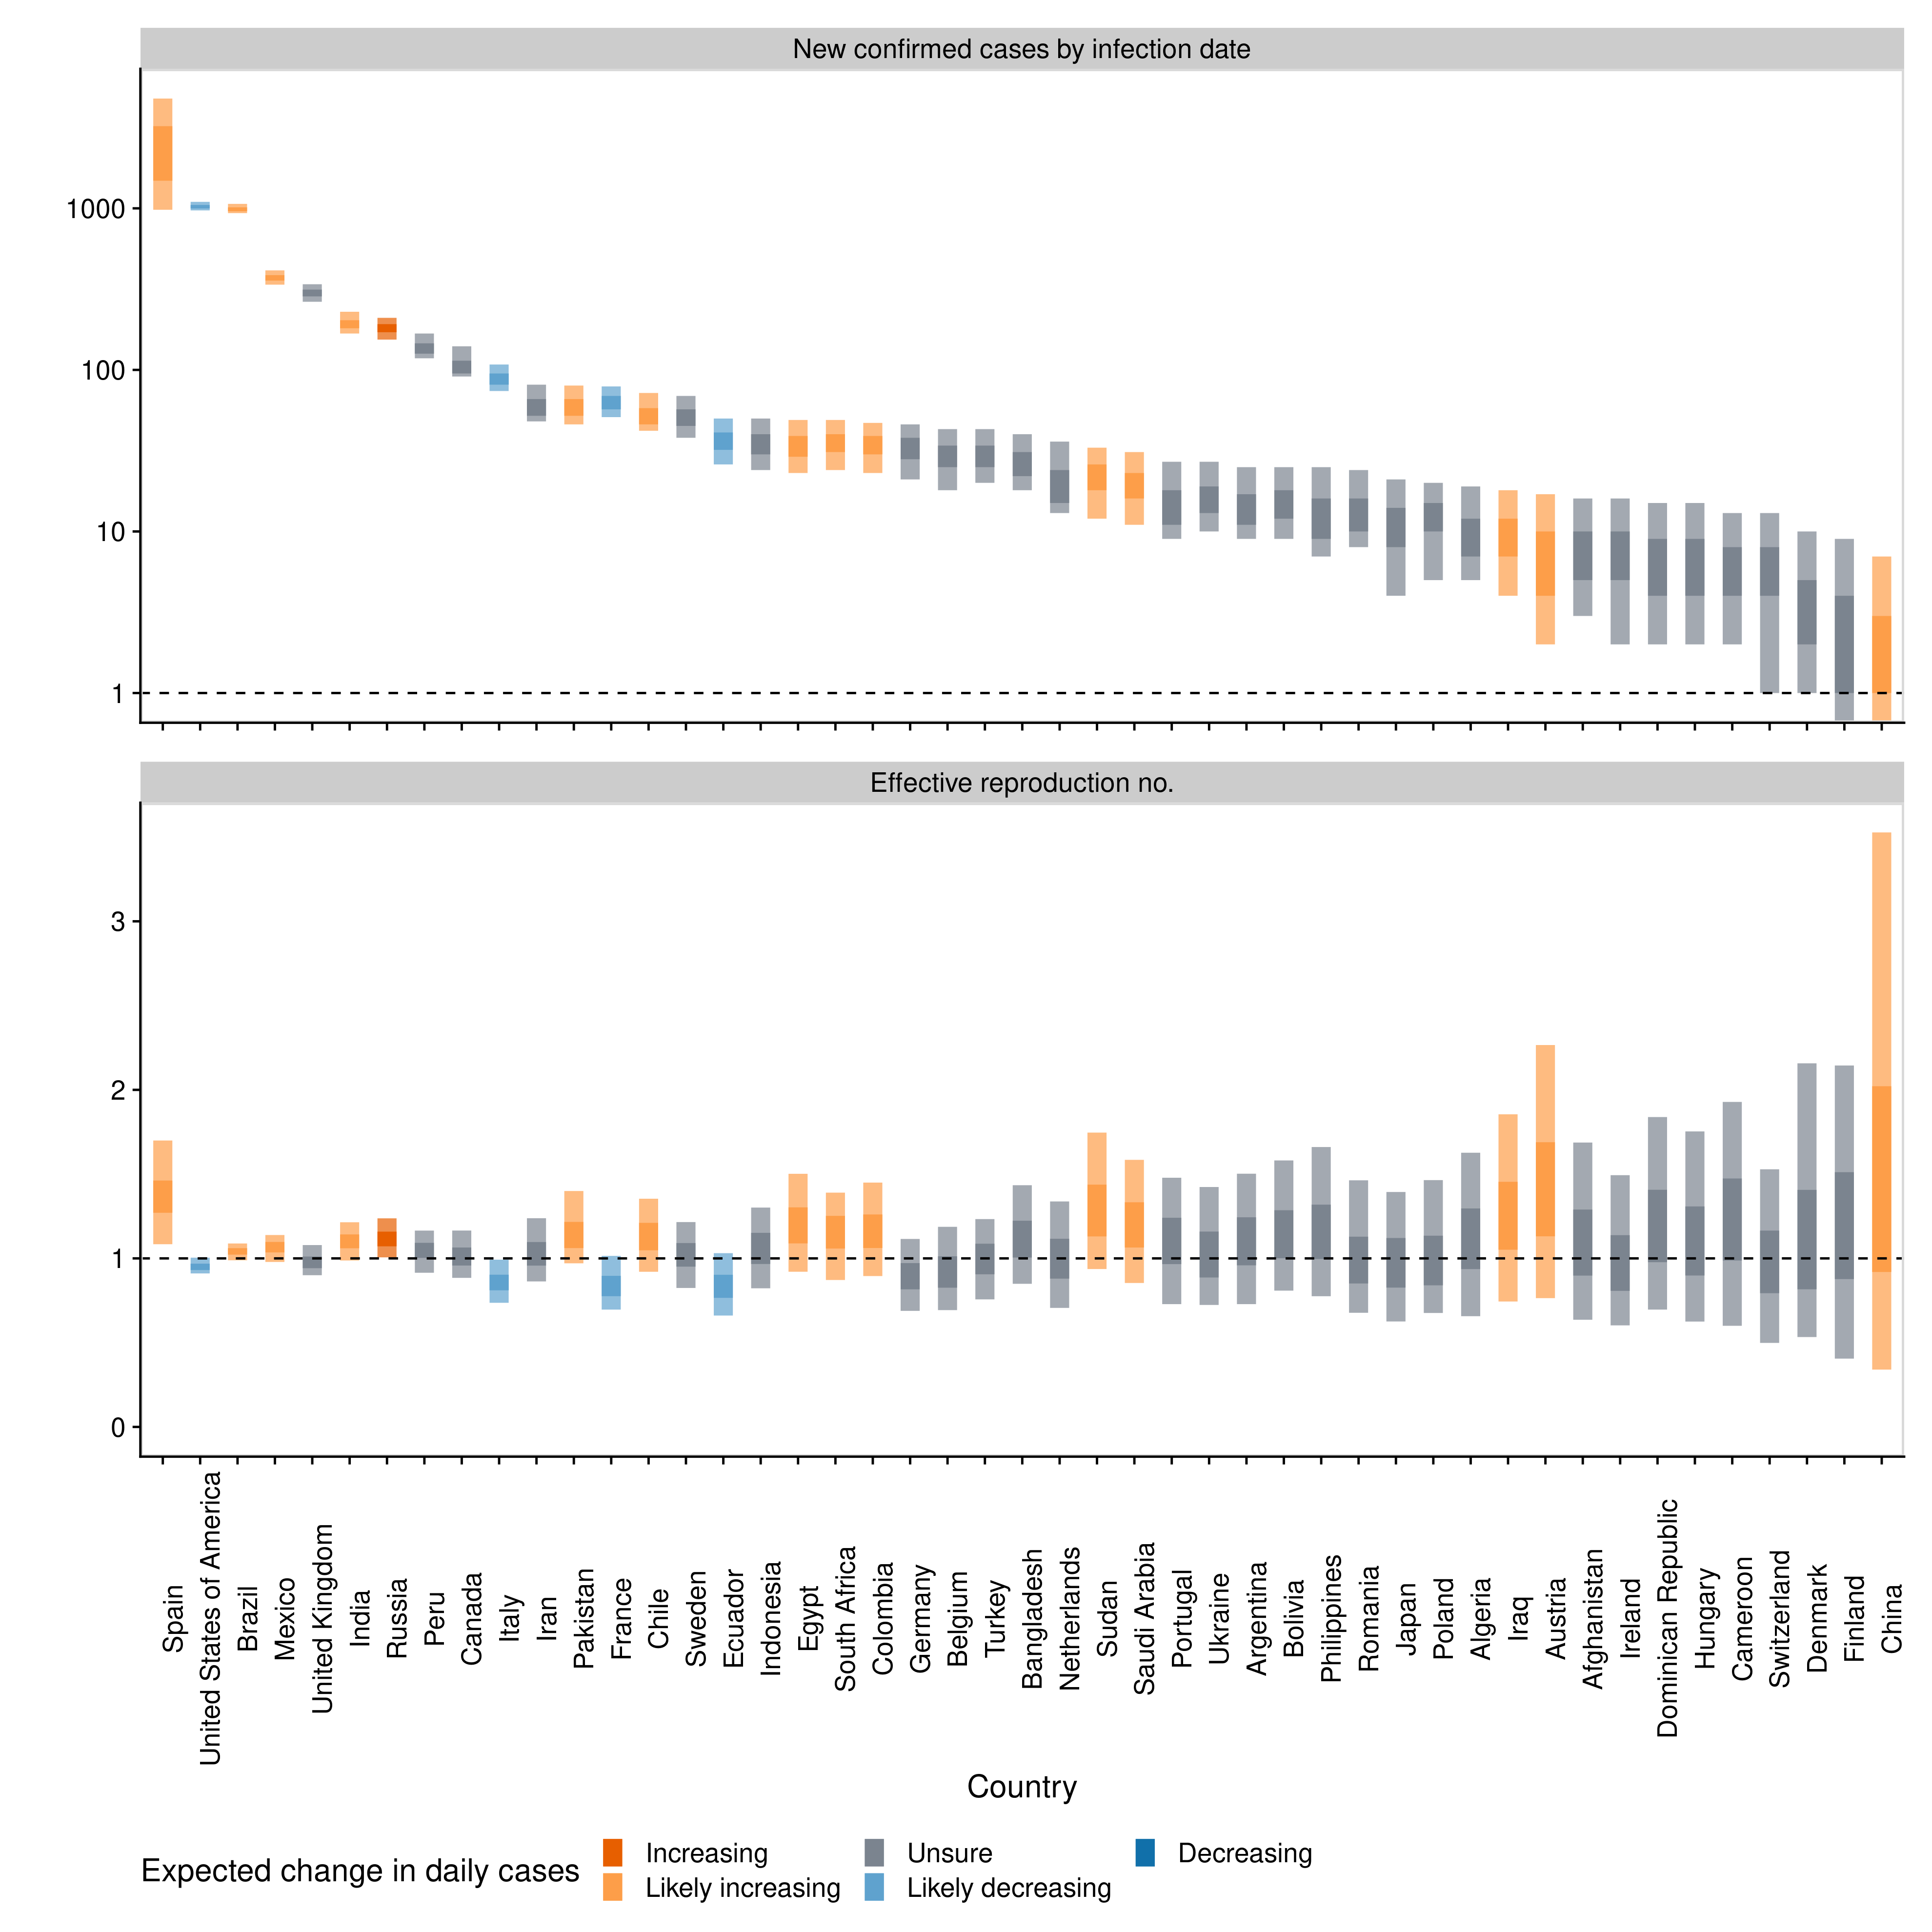 New confirmed cases by infection date
1000
100
10
1
Effective reproduction no.
3
2
1
0
Spain
United States of America
Brazil
Mexico
United Kingdom
India
Russia
Peru
Canada
Italy
Iran
Pakistan
France
Chile
Sweden
Ecuador
Indonesia
Egypt
South Africa
Colombia
Germany
Belgium
Turkey
Bangladesh
Netherlands
Sudan
Saudi Arabia
Portugal
Ukraine
Argentina
Bolivia
Philippines
Romania
Japan
Poland
Algeria
Iraq
Austria
Afghanistan
Ireland
Dominican Republic
Hungary
Cameroon
Switzerland
Denmark
Finland
China
Country
Expected change in daily cases
Increasing
Likely increasing
Unsure
Likely decreasing
Decreasing